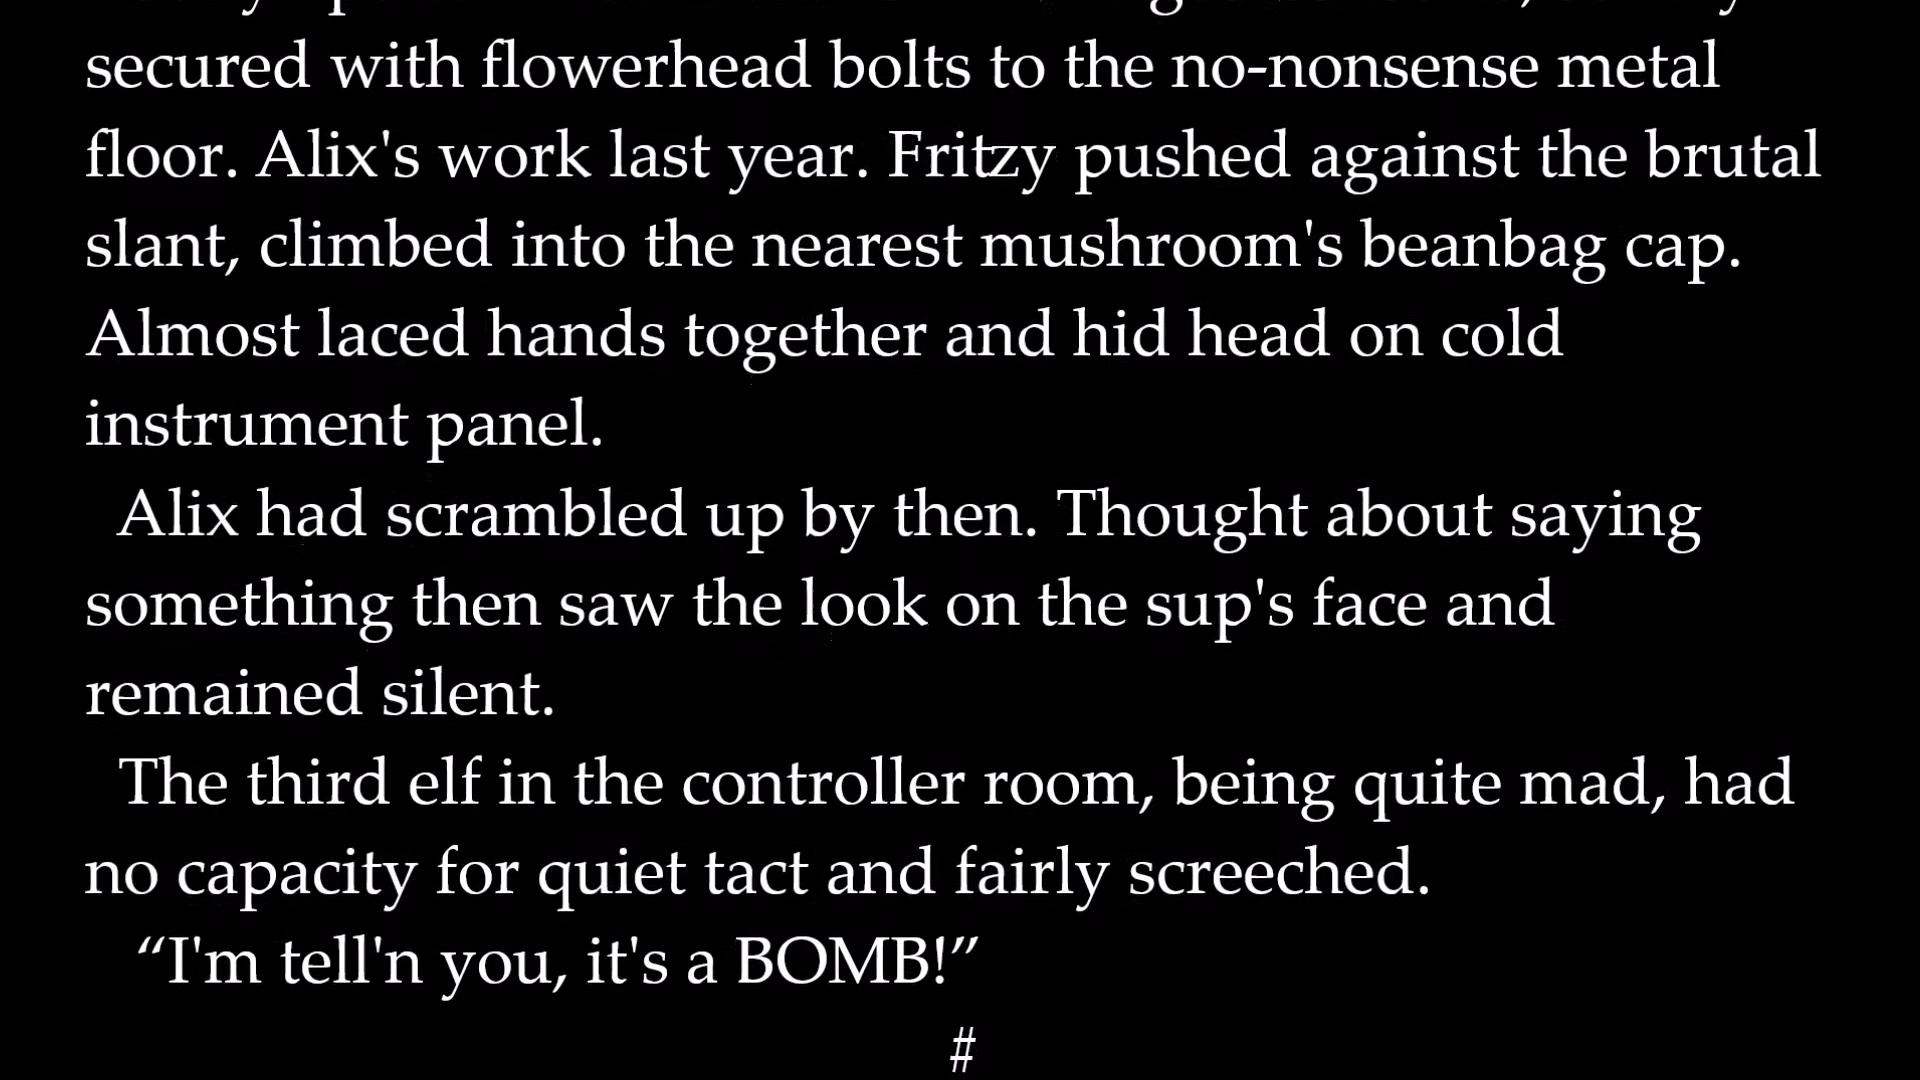 secured with flowerhead bolts to the no-nonsense metal
floor. Alix's work last year. Fritzy pushed against the brutal
slant, climbed into the nearest mushroom's beanbag cap.
Almost laced hands together and hid head on cold
instrument panel.
Alix had scrambled up by then. Thought about saying
something then saw the look on the sup's face and
remained silent.
The third elf in the controller room, being quite mad, had
no capacity for quiet tact and fairly screeched.
“I'm tell'n you, it's a BOMB!”
#